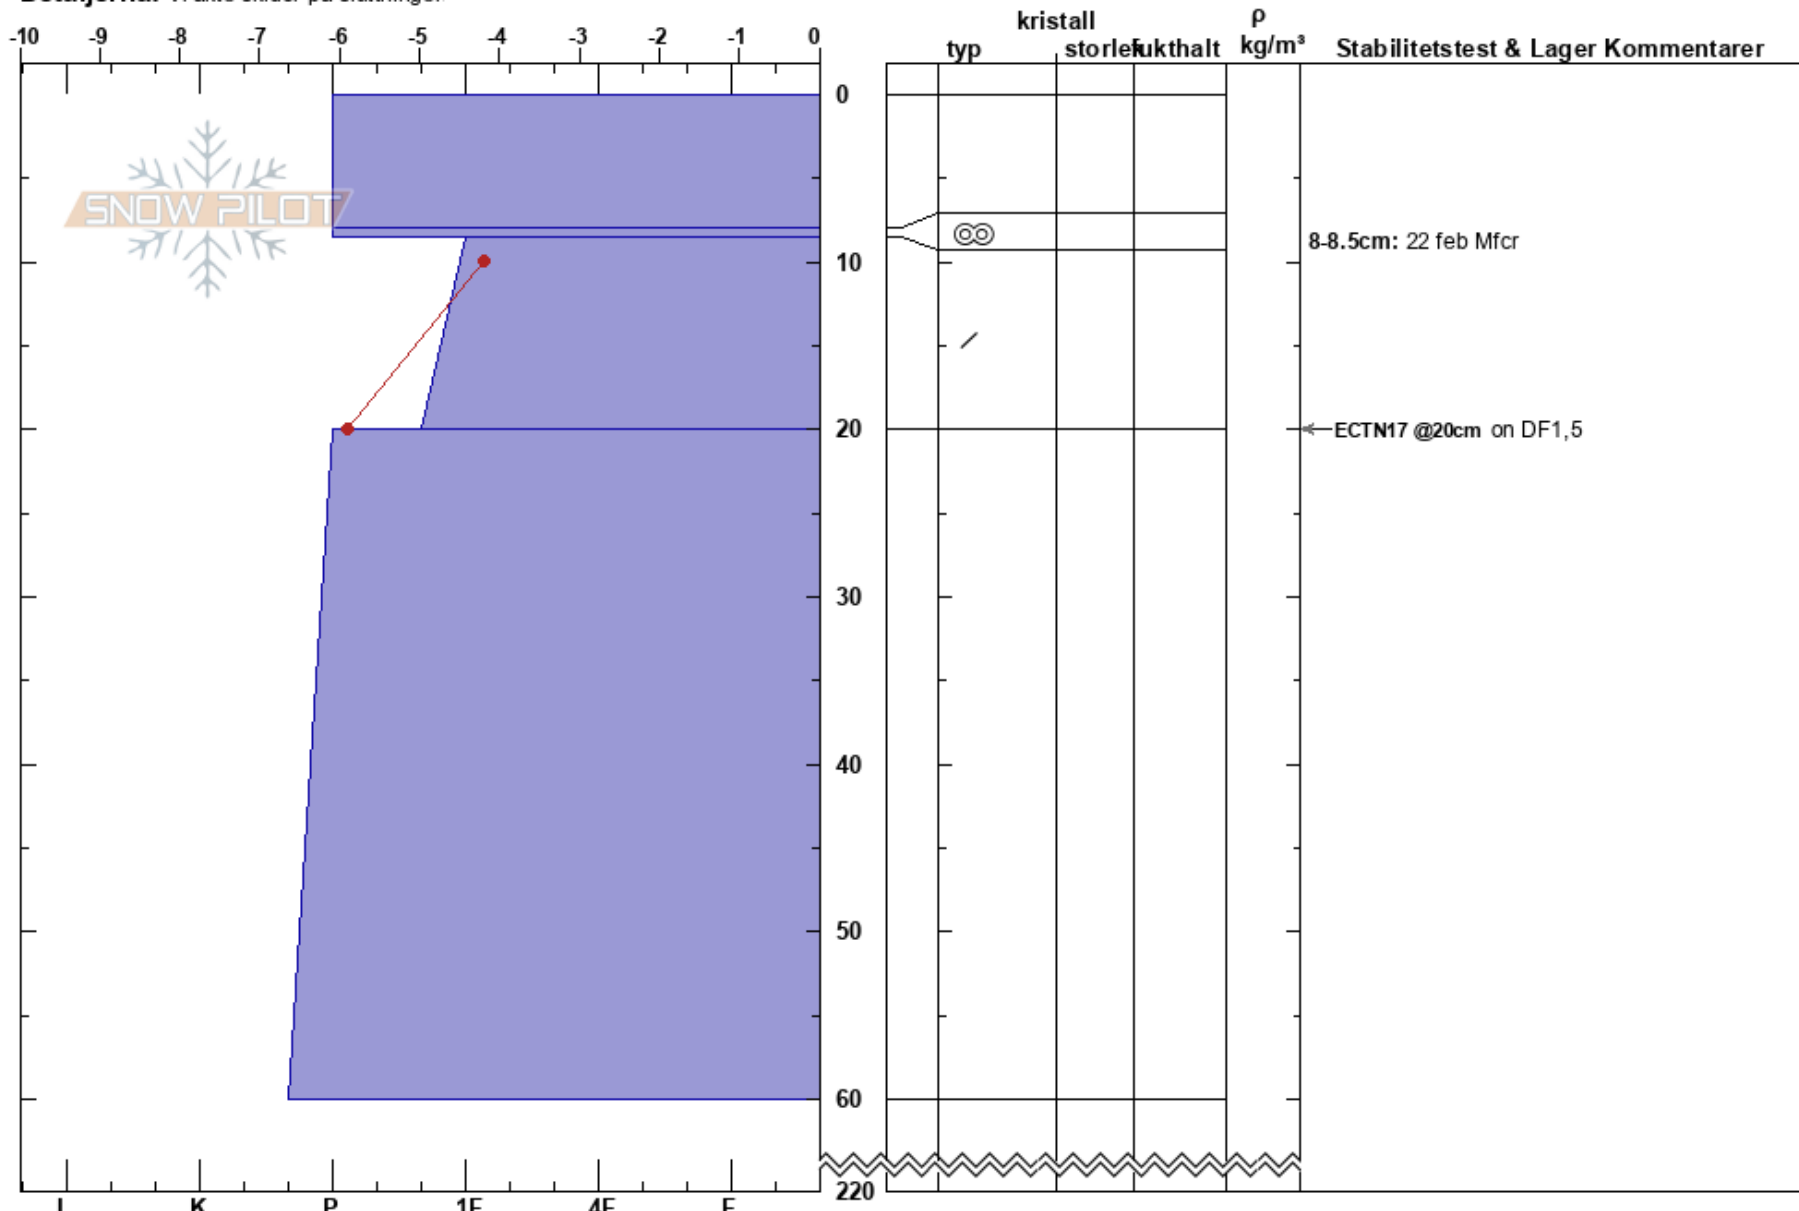 -10 -9 -8 -7 -6 -5 -4 -3 -2 -1 0
kristall
typ
storlek
fukthalt
ρ
kg/m³
Stabilitetstest & Lager Kommentarer
0
SNOW PILOT
8-8.5cm: 22 feb Mfcr
10
20
ECTN17 @20cm on DF1,5
30
40
50
60
220
I K P 1F 4F F